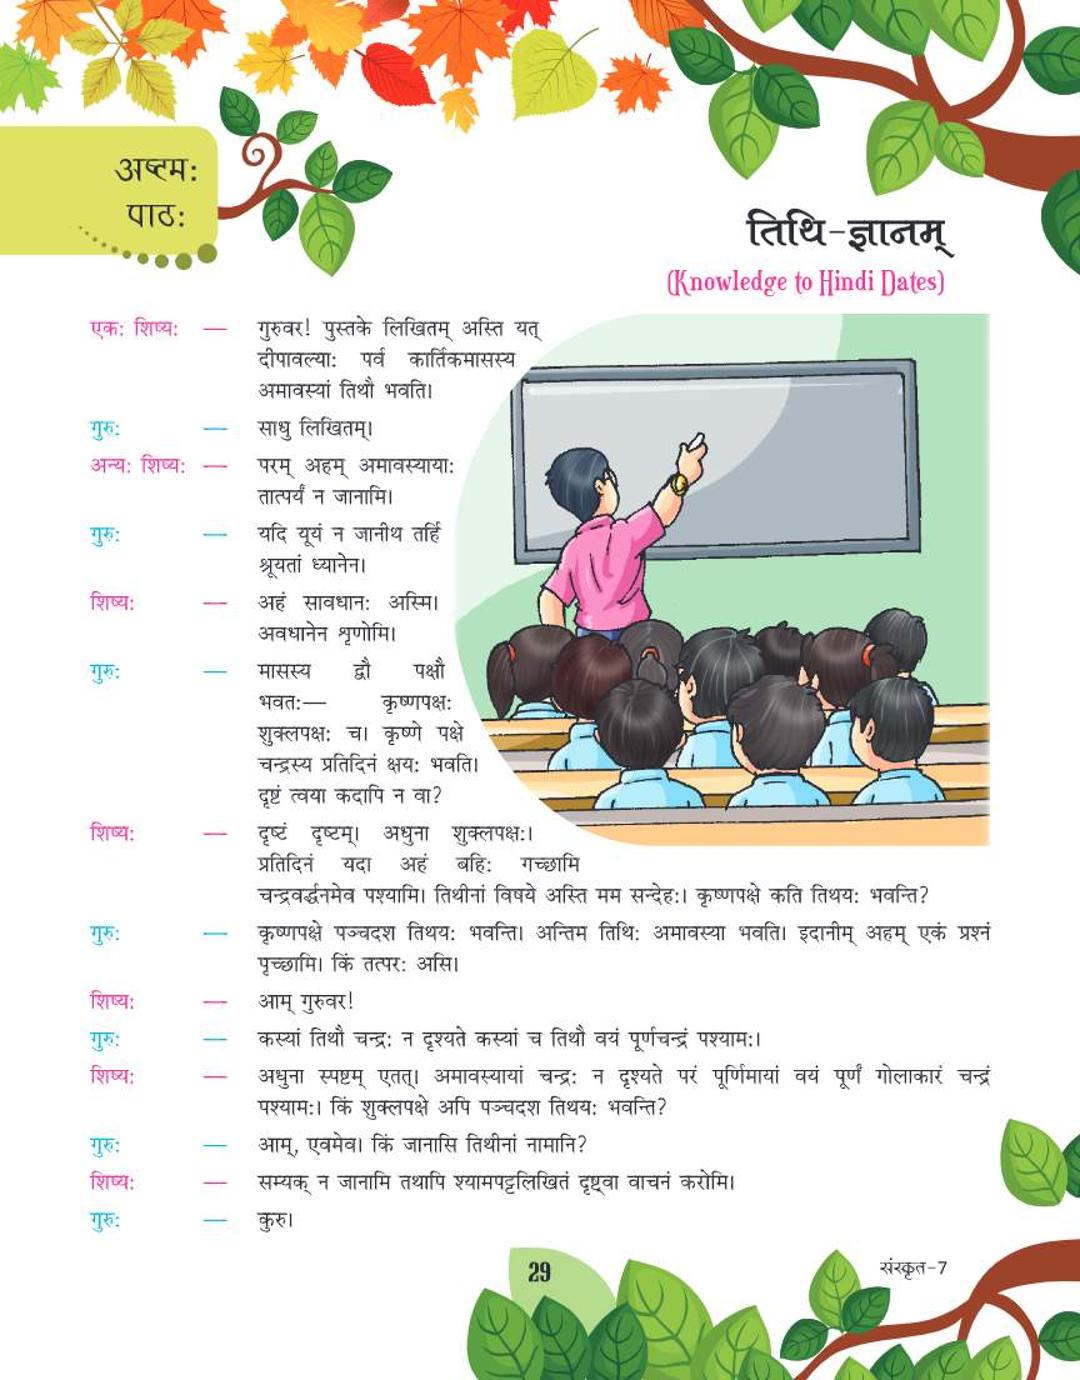 अष्टमः
पाठः
तिथि-ज्ञानम्
(Knowledge to Hindi Dates)
एकः शिष्यः — गुरुवर! पुस्तके लिखितम् अस्ति यत्
दीपावल्याः पर्व कार्तिकमासस्य
अमावस्यां तिथौ भवति।
गुरुः — साधु लिखितम्।
अन्यः शिष्यः — परम् अहम् अमावस्यायाः
तात्पर्यं न जानामि।
गुरुः — यदि यूयं न जानीथ तर्हि
श्रूयतां ध्यानेन।
शिष्यः — अहं सावधानः अस्मि।
अवधानेन शृणोमि।
गुरुः — मासस्य द्वौ पक्षौ
भवतः— कृष्णपक्षः
शुक्लपक्षः च। कृष्णे पक्षे
चन्द्रस्य प्रतिदिनं क्षयः भवति।
दृष्टं त्वया कदापि न वा?
शिष्यः — दृष्टं दृष्टम्। अधुना शुक्लपक्षः।
प्रतिदिनं यदा अहं बहिः गच्छामि
चन्द्रवर्द्धनमेव पश्यामि। तिथीनां विषये अस्ति मम सन्देहः। कृष्णपक्षे कति तिथयः भवन्ति?
गुरुः — कृष्णपक्षे पञ्चदश तिथयः भवन्ति। अन्तिम तिथिः अमावस्या भवति। इदानीम् अहम् एकं प्रश्नं
पृच्छामि। किं तत्परः असि।
शिष्यः — आम् गुरुवर!
गुरुः — कस्यां तिथौ चन्द्रः न दृश्यते कस्यां च तिथौ वयं पूर्णचन्द्रं पश्यामः।
शिष्यः — अधुना स्पष्टम् एतत्। अमावस्यायां चन्द्रः न दृश्यते परं पूर्णिमायां वयं पूर्णं गोलाकारं चन्द्रं
पश्यामः। किं शुक्लपक्षे अपि पञ्चदश तिथयः भवन्ति?
गुरुः — आम्, एवमेव। किं जानासि तिथीनां नामानि?
शिष्यः — सम्यक् न जानामि तथापि श्यामपट्टलिखितं दृष्ट्वा वाचनं करोमि।
गुरुः — कुरु।
29
संस्कृत-7